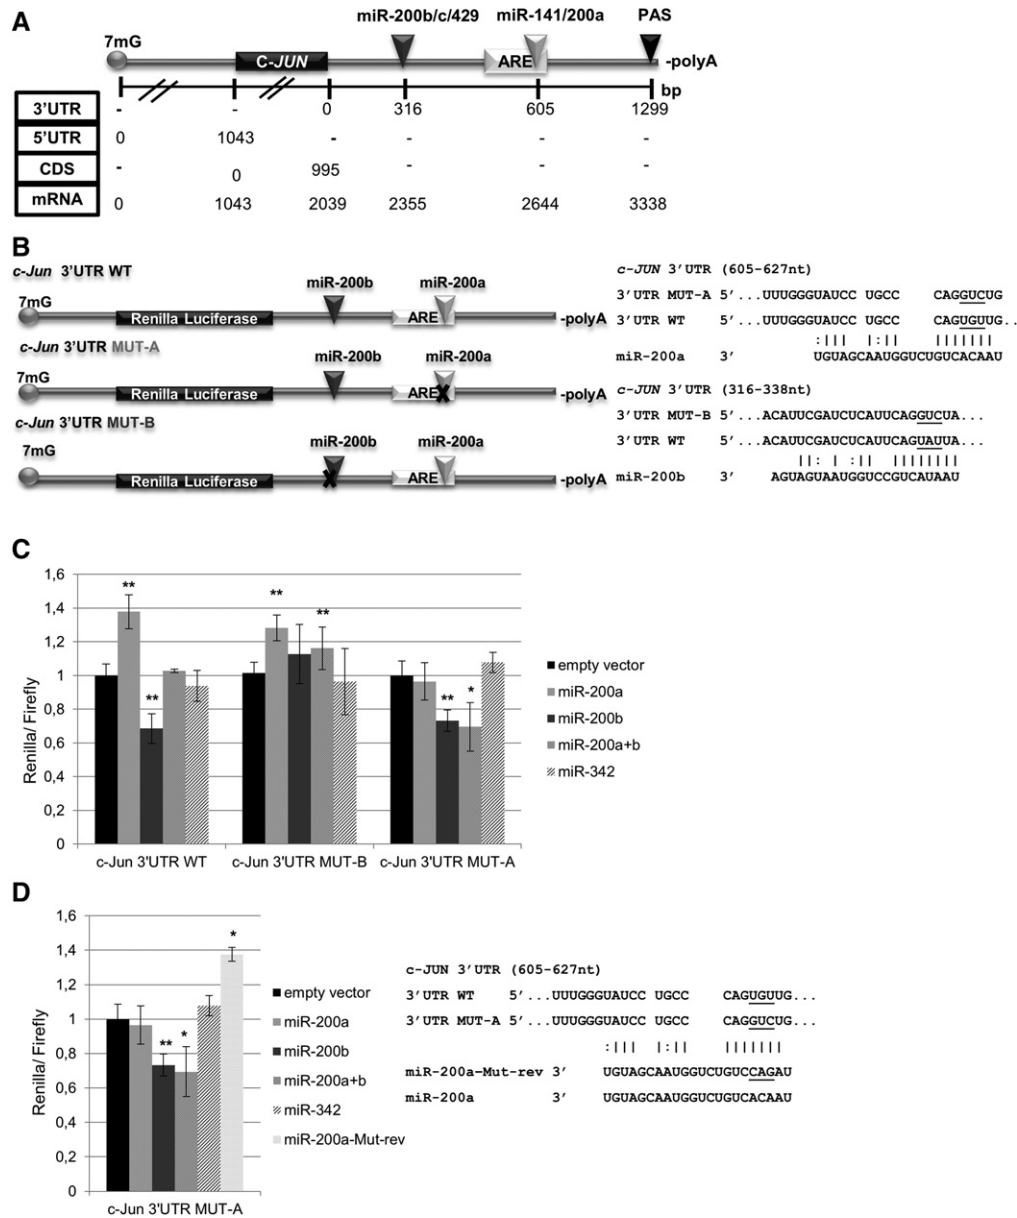 A
miR-200b/c/429 miR-141/200a PAS
7mG
C-JUN ARE -polyA
bp
3'UTR - - 0 316 605 1299
5'UTR 0 1043 - - - -
CDS - 0 995 - -
mRNA 0 1043 2039 2355 2644 3338
B
c-Jun 3'UTR WT
miR-200b miR-200a
7mG
Renilla Luciferase ARE -polyA
c-Jun 3'UTR MUT-A
miR-200b miR-200a
7mG
Renilla Luciferase ARE X -polyA
c-Jun 3'UTR MUT-B
miR-200b miR-200a
7mG
Renilla Luciferase X ARE -polyA
c-JUN 3'UTR (605-627nt)
3'UTR MUT-A 5'...UUUGGGUAUCC UGCC CAGGUCUG
3'UTR WT 5'...UUUGGGUAUCC UGCC CAGUGUUG..
:||| |:|| |||||||
miR-200a 3' UGUAGCAAUGGUCUGUCACAAU
c-JUN 3'UTR (316-338nt)
3'UTR MUT-B 5'...ACAUUCGAUCUCAUUCAGGUCUA...
3'UTR WT 5'...ACAUUCGAUCUCAUUCAGUAUUA...
||: | :|| ||||||||
miR-200b 3' AGUAGUAAUGGUCCGUCAUAAU
C
Renilla/ Firefly
1,6
1,4
1,2
1
0,8
0,6
0,4
0,2
0
** ** ** ** ** *
c-Jun 3'UTR WT c-Jun 3'UTR MUT-B c-Jun 3'UTR MUT-A
empty vector
miR-200a
miR-200b
miR-200a+b
miR-342
D
Renilla/ Firefly
1,6
1,4
1,2
1
0,8
0,6
0,4
0,2
0
** * *
c-Jun 3'UTR MUT-A
empty vector
miR-200a
miR-200b
miR-200a+b
miR-342
miR-200a-Mut-rev
c-JUN 3'UTR (605-627nt)
3'UTR WT 5'...UUUGGGUAUCC UGCC CAGUGUUG...
3'UTR MUT-A 5'...UUUGGGUAUCC UGCC CAGGUCUG...
:||| |:|| |||||||
miR-200a-Mut-rev 3' UGUAGCAAUGGUCUGUCCAGAU
miR-200a 3' UGUAGCAAUGGUCUGUCACAAU